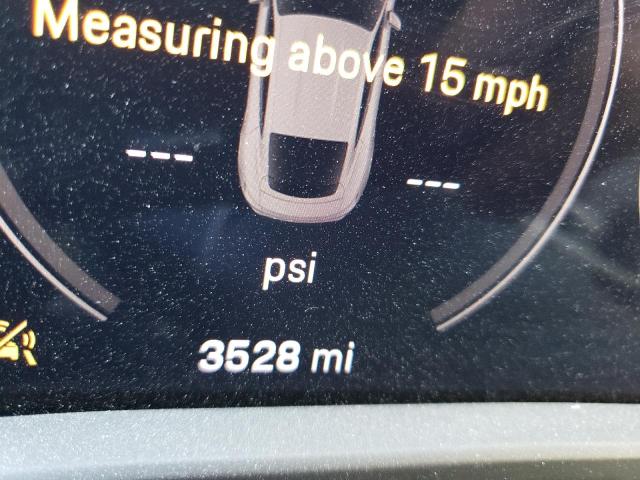 Measuring above 15 mph
--- ---
psi
3528 mi